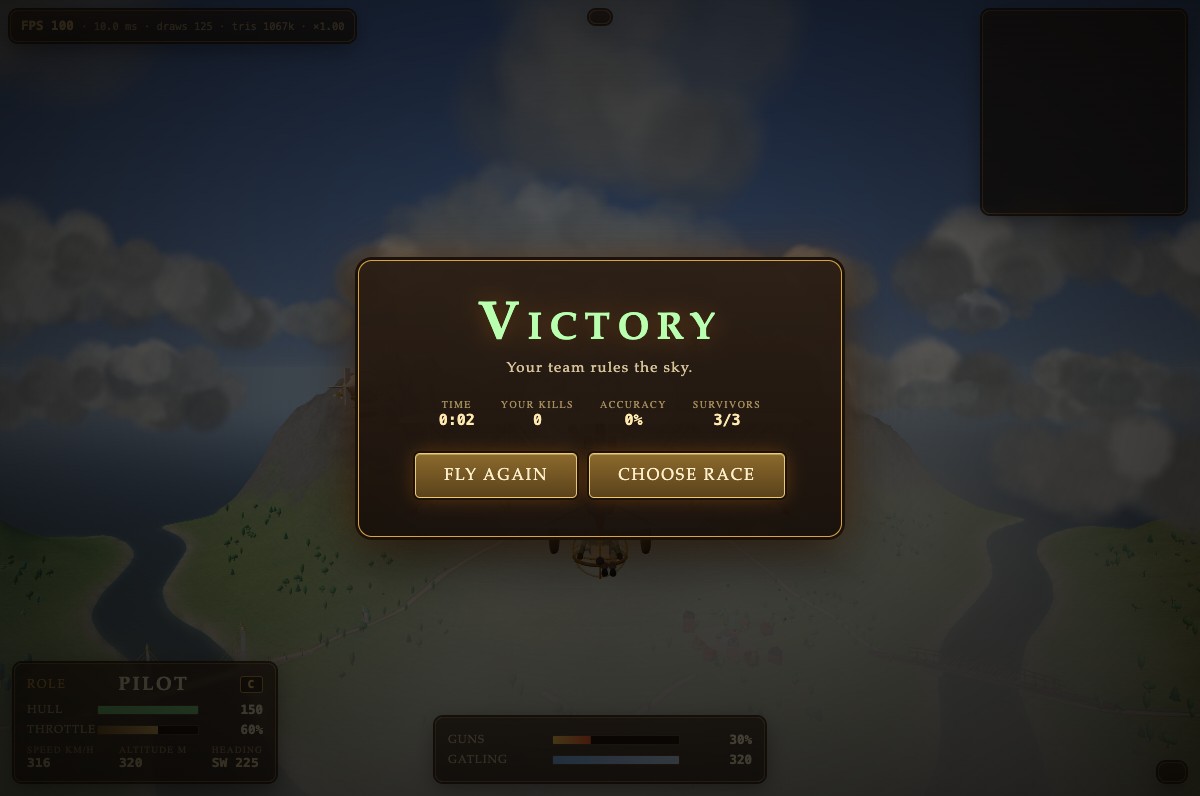 FPS 100 · 10.0 ms · draws 125 · tris 1067k · ×1.00
VICTORY
Your team rules the sky.
TIME YOUR KILLS ACCURACY SURVIVORS
0:02 0 0% 3/3
FLY AGAIN CHOOSE RACE
ROLE PILOT C
HULL 150
THROTTLE 60%
SPEED KM/H ALTITUDE M HEADING
316 320 SW 225
GUNS 30%
GATLING 320